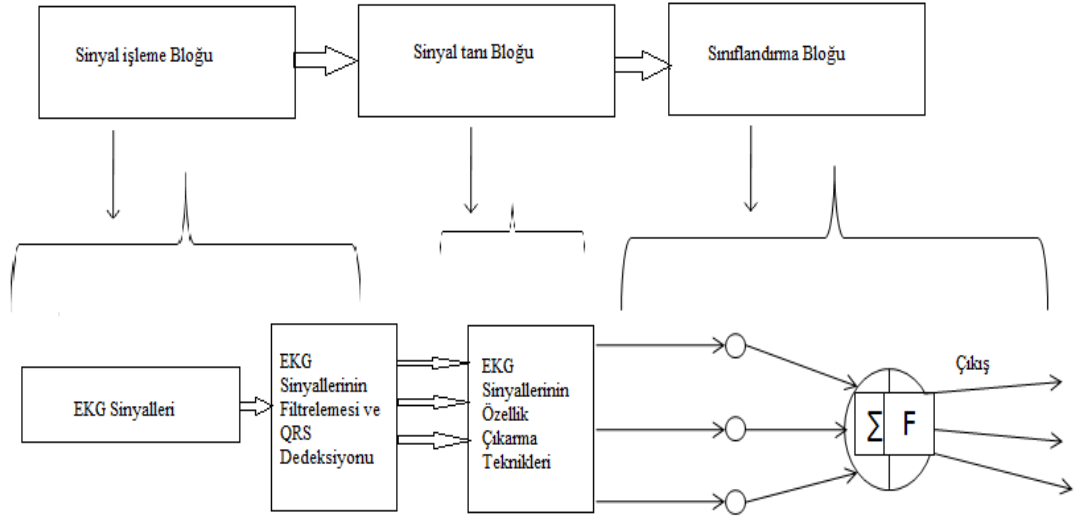 Sinyal işleme Bloğu
Sinyal tanı Bloğu
Sınıflandırma Bloğu
EKG Sinyalleri
EKG
Sinyallerinin
Filtrelemesi ve
QRS
Dedeksiyonu
EKG
Sinyallerinin
Özellik
Çıkarma
Teknikleri
Σ F
Çıkış